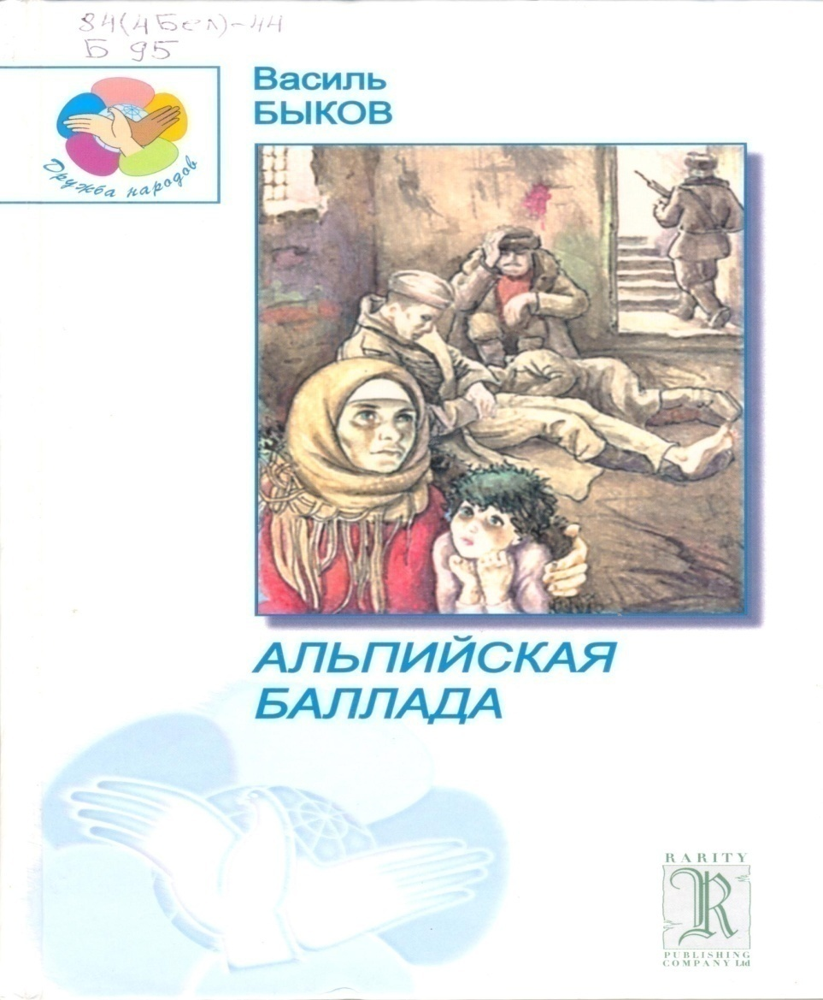 84(4Бел)-44
Б 95
Василь
БЫКОВ
Дружба народов
АЛЬПИЙСКАЯ
БАЛЛАДА
RARITY
R
PUBLISHING
COMPANY Ltd